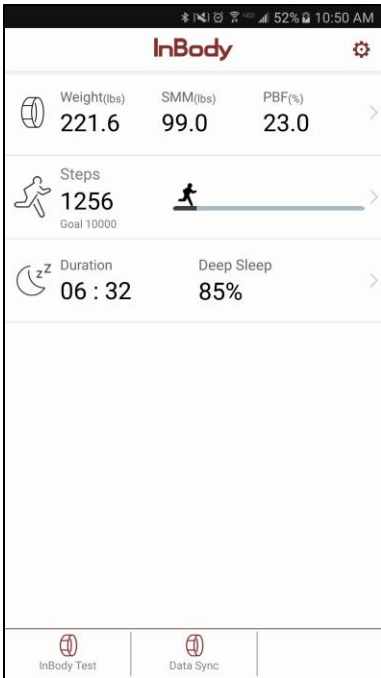 52% 10:50 AM
InBody
Weight(lbs) SMM(lbs) PBF(%)
221.6 99.0 23.0
Steps
1256
Goal 10000
zzZ Duration Deep Sleep
06 : 32 85%
InBody Test Data Sync